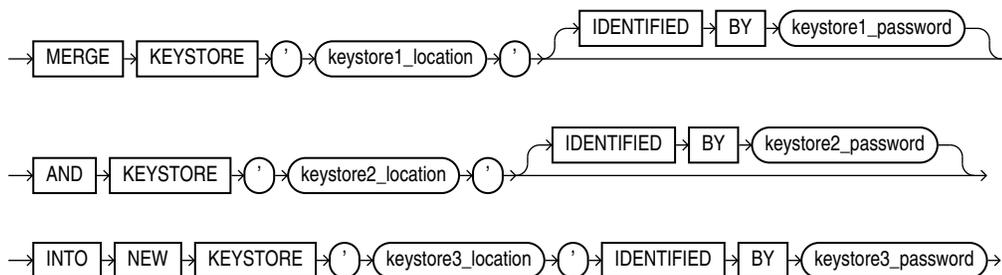 IDENTIFIED BY keystore1_password
MERGE KEYSTORE ' keystore1_location '
IDENTIFIED BY keystore2_password
AND KEYSTORE ' keystore2_location '
INTO NEW KEYSTORE ' keystore3_location ' IDENTIFIED BY keystore3_password